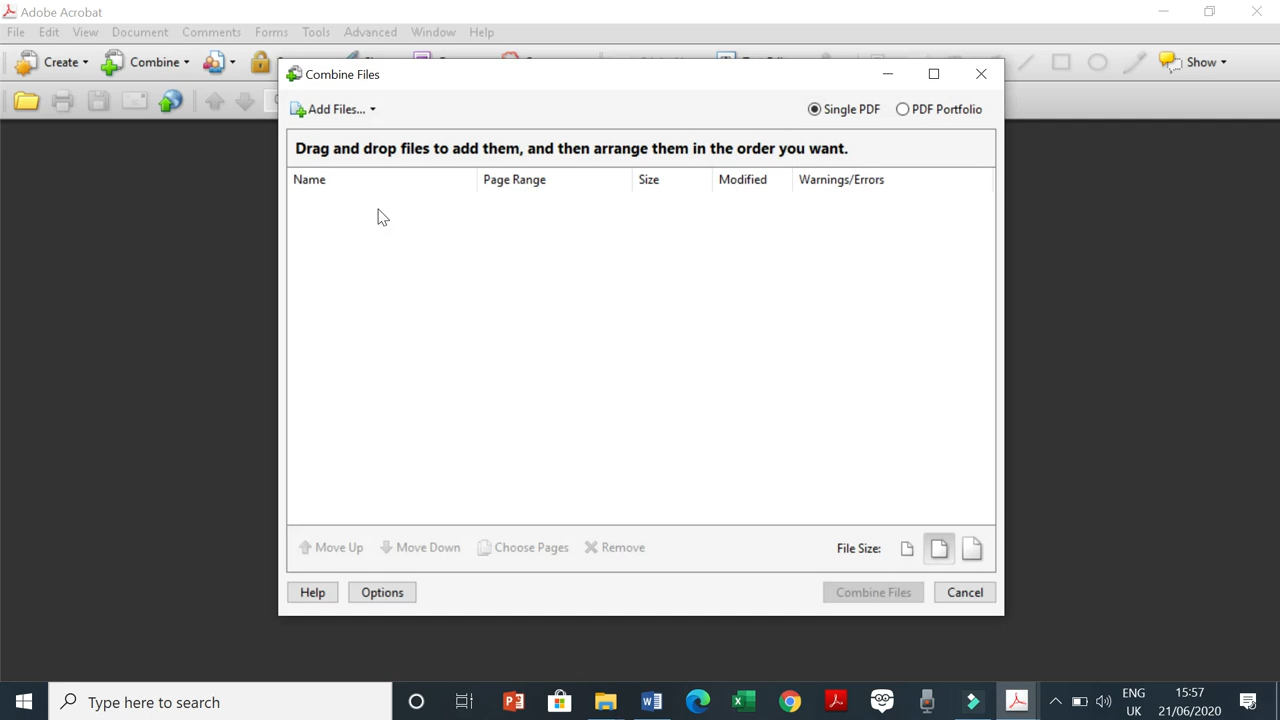 Adobe Acrobat
File Edit View Document Comments Forms Tools Advanced Window Help
Create Combine Show
Combine Files
Add Files... Single PDF PDF Portfolio
Drag and drop files to add them, and then arrange them in the order you want.
Name Page Range Size Modified Warnings/Errors
Move Up Move Down Choose Pages Remove File Size:
Help Options Combine Files Cancel
Type here to search
ENG 15:57
UK 21/06/2020